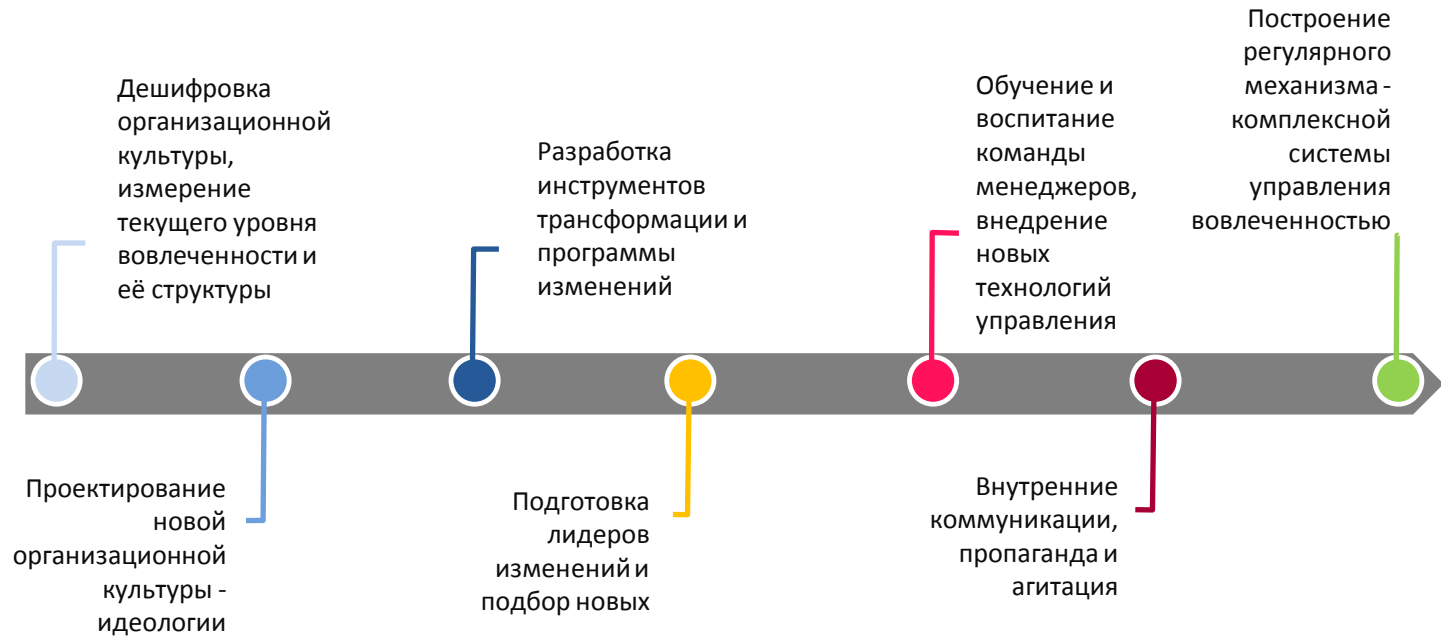 Дешифровка
организационной
культуры,
измерение
текущего уровня
вовлеченности и
её структуры
Проектирование
новой
организационной
культуры -
идеологии
Разработка
инструментов
трансформации и
программы
изменений
Подготовка
лидеров
изменений и
подбор новых
Обучение и
воспитание
команды
менеджеров,
внедрение
новых
технологий
управления
Внутренние
коммуникации,
пропаганда и
агитация
Построение
регулярного
механизма -
комплексной
системы
управления
вовлеченностью